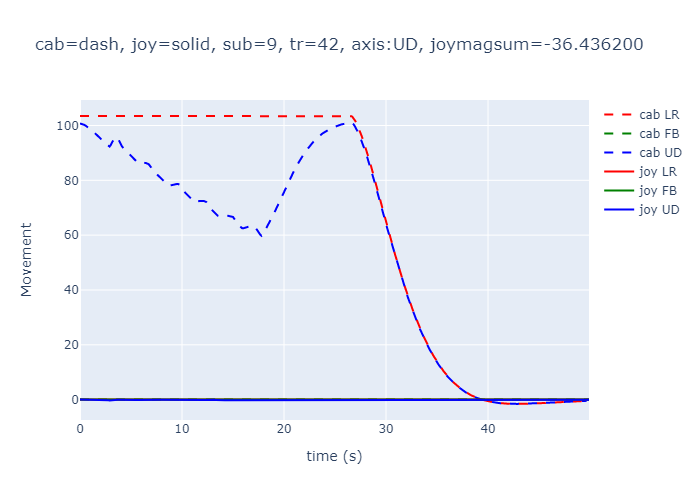 cab=dash, joy=solid, sub=9, tr=42, axis:UD, joymagsum=-36.436200
cab LR
cab FB
cab UD
joy LR
joy FB
joy UD
Movement
100
80
60
40
20
0
0 10 20 30 40
time (s)